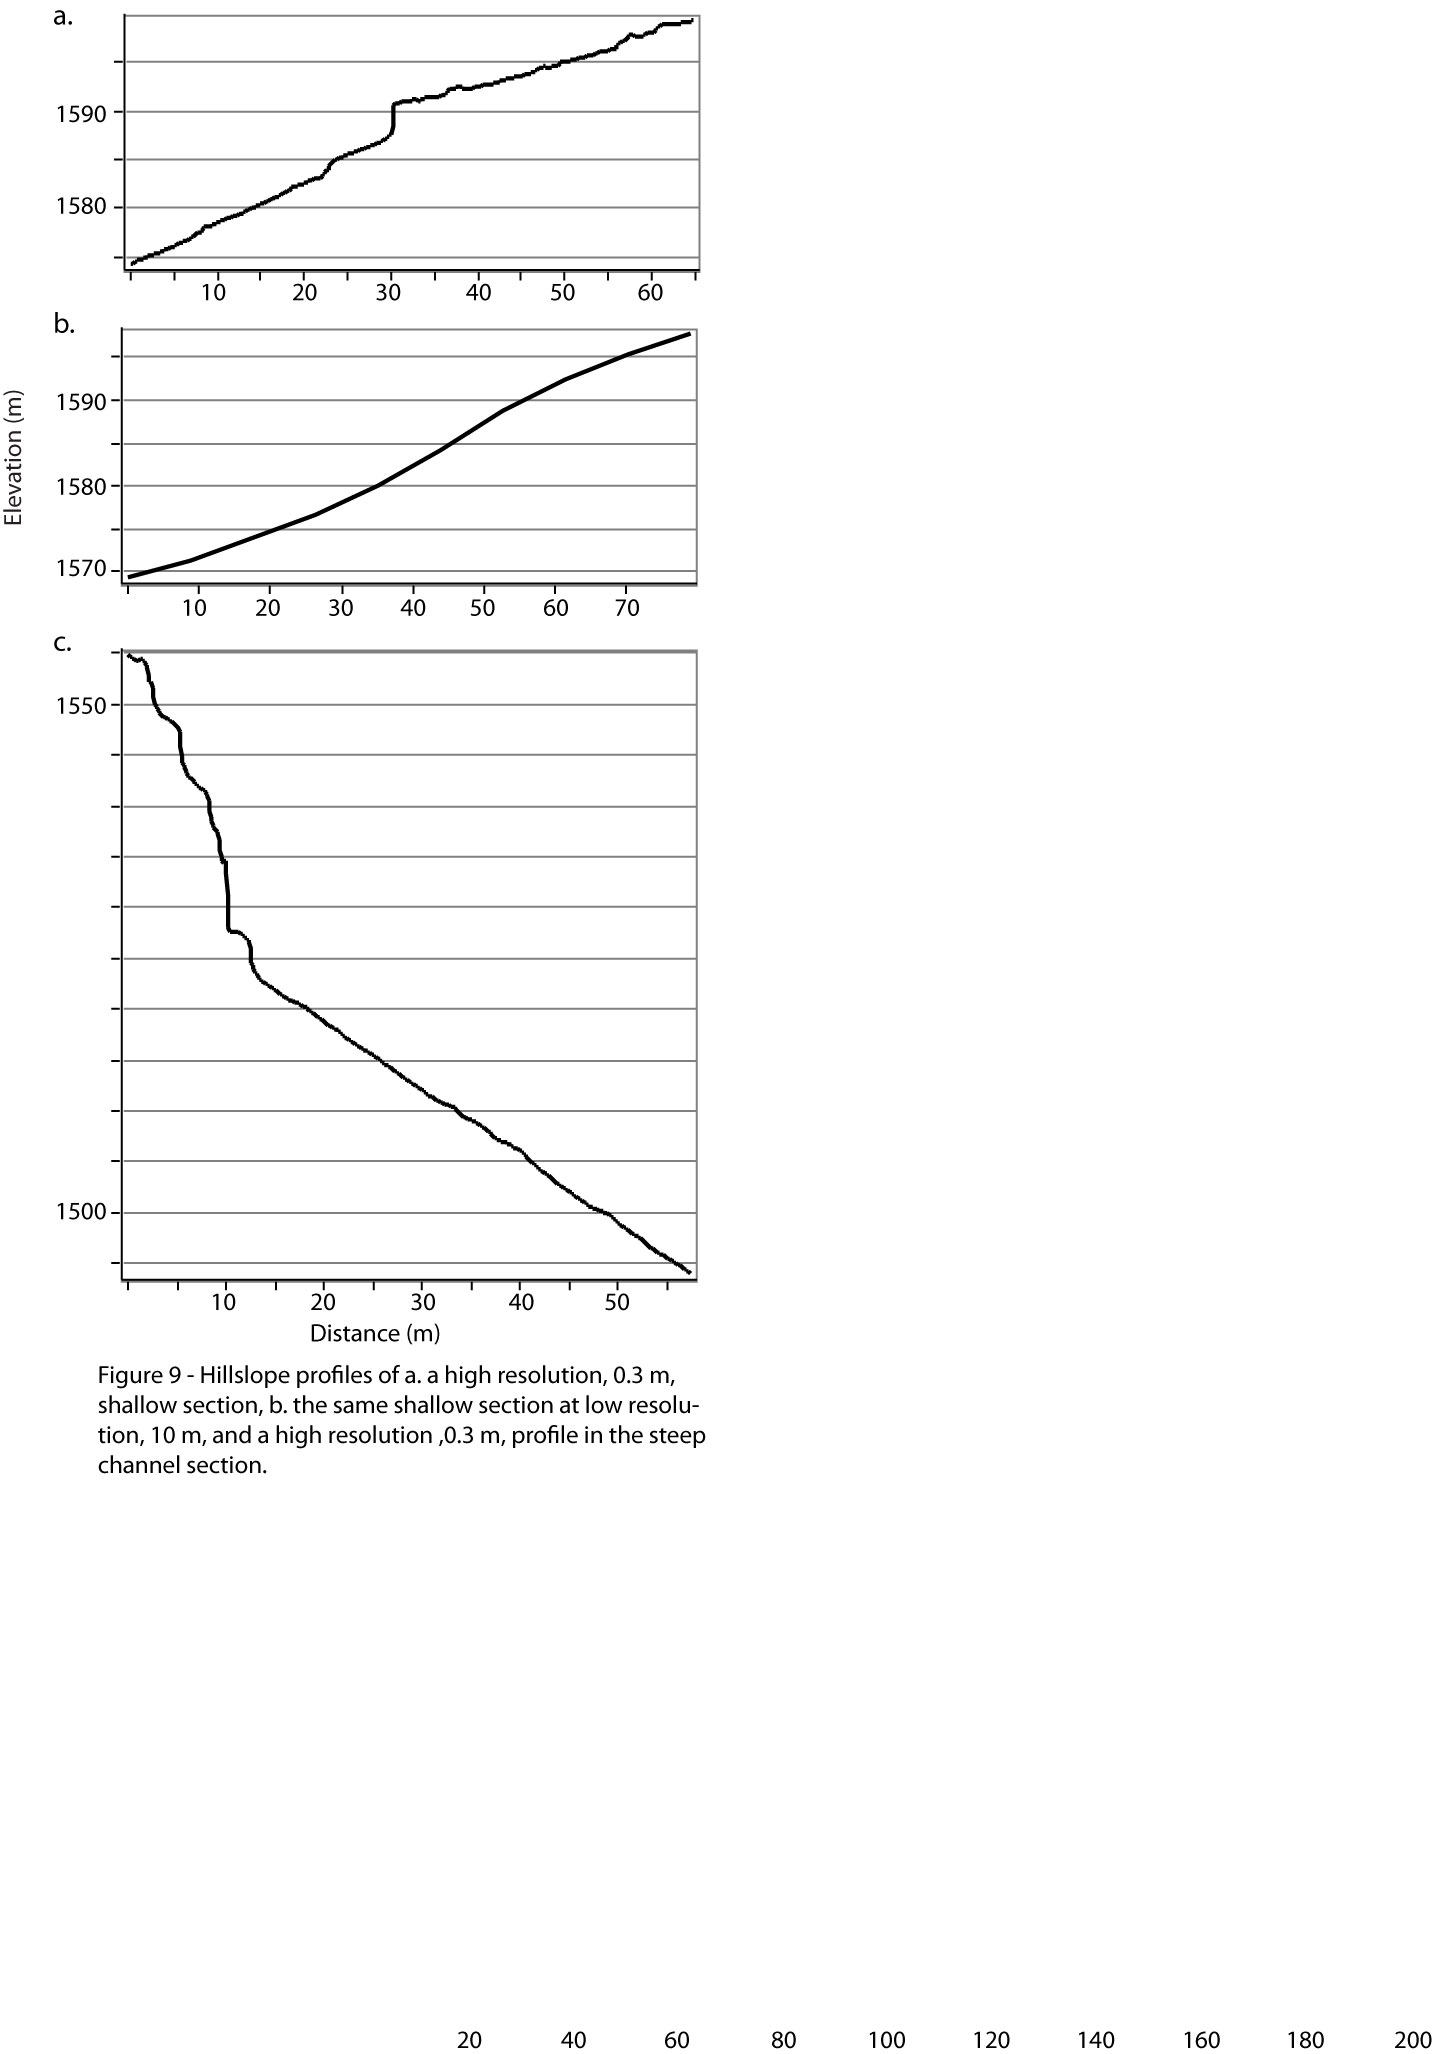 a.
1590
1580
10 20 30 40 50 60
b.
Elevation (m)
1590
1580
1570
10 20 30 40 50 60 70
c.
1550
1500
10 20 30 40 50
Distance (m)
Figure 9 - Hillslope profiles of a. a high resolution, 0.3 m,
shallow section, b. the same shallow section at low resolu-
tion, 10 m, and a high resolution ,0.3 m, profile in the steep
channel section.
20 40 60 80 100 120 140 160 180 200